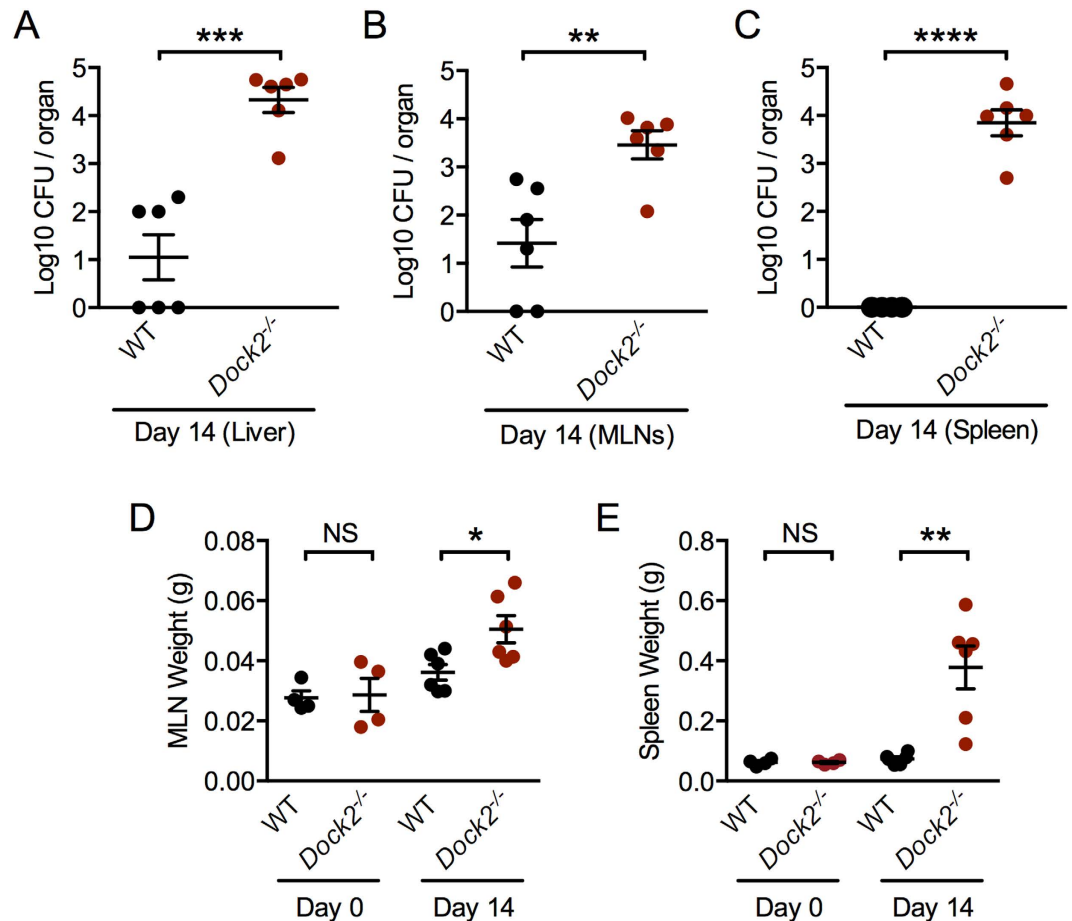 A
***
Log10 CFU / organ
5
4
3
2
1
0
WT
Dock2-/-
Day 14 (Liver)
B
**
Log10 CFU / organ
5
4
3
2
1
0
WT
Dock2-/-
Day 14 (MLNs)
C
****
Log10 CFU / organ
5
4
3
2
1
0
WT
Dock2-/-
Day 14 (Spleen)
D
NS
*
MLN Weight (g)
0.08
0.06
0.04
0.02
0.00
WT
Dock2-/-
WT
Dock2-/-
Day 0
Day 14
E
NS
**
Spleen Weight (g)
0.8
0.6
0.4
0.2
0.0
WT
Dock2-/-
WT
Dock2-/-
Day 0
Day 14